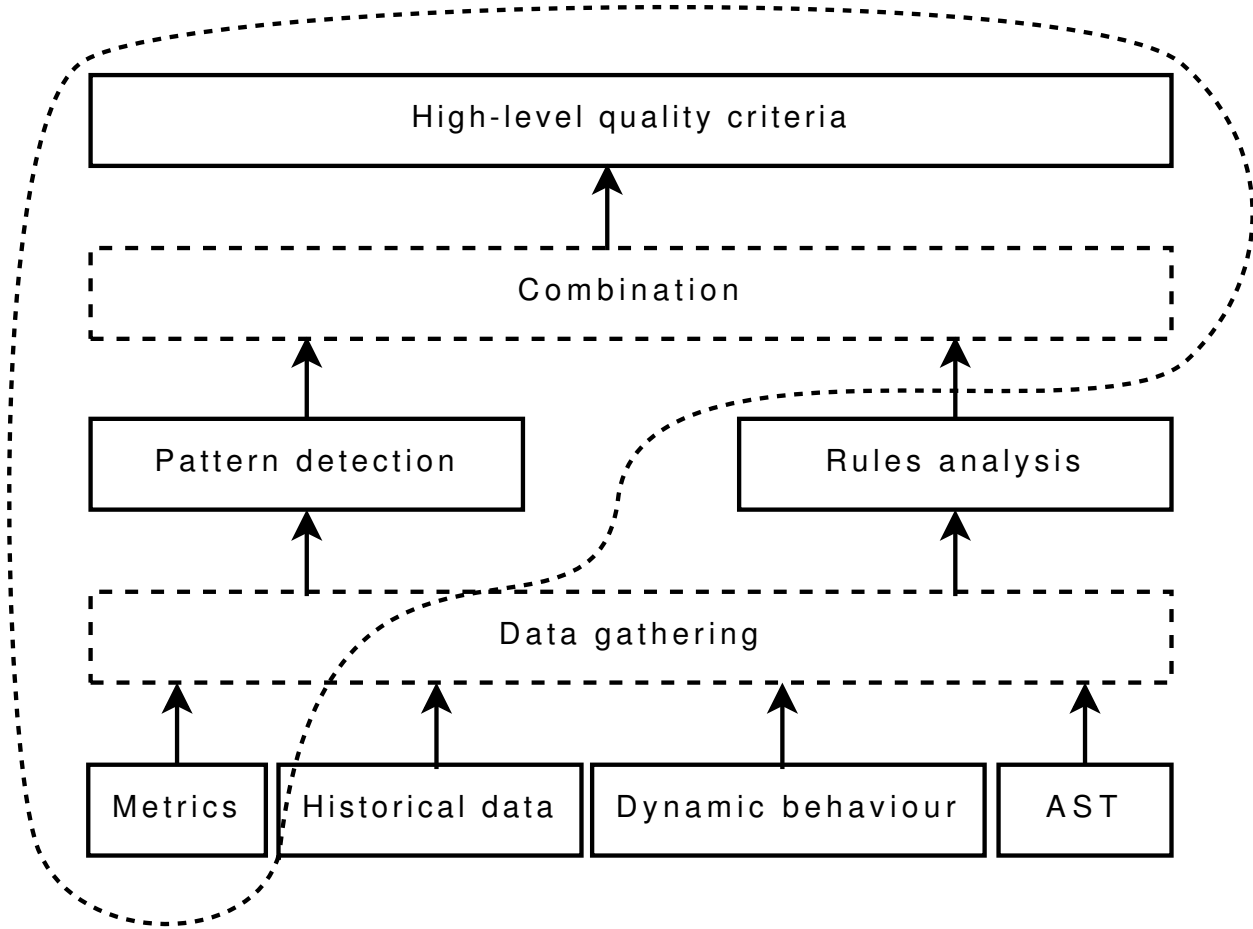 High-level quality criteria
Combination
Pattern detection
Rules analysis
Data gathering
Metrics
Historical data
Dynamic behaviour
AST